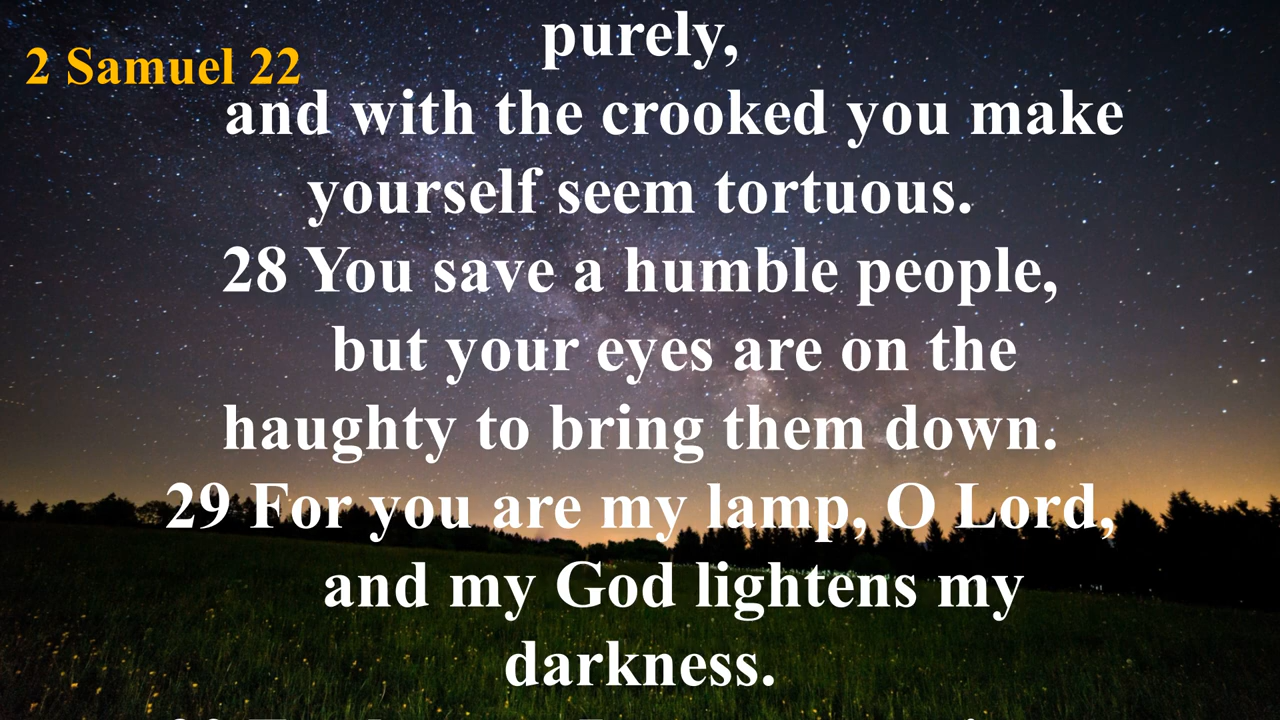 2 Samuel 22
purely,
and with the crooked you make
yourself seem tortuous.
28 You save a humble people,
but your eyes are on the
haughty to bring them down.
29 For you are my lamp, O Lord,
and my God lightens my
darkness.